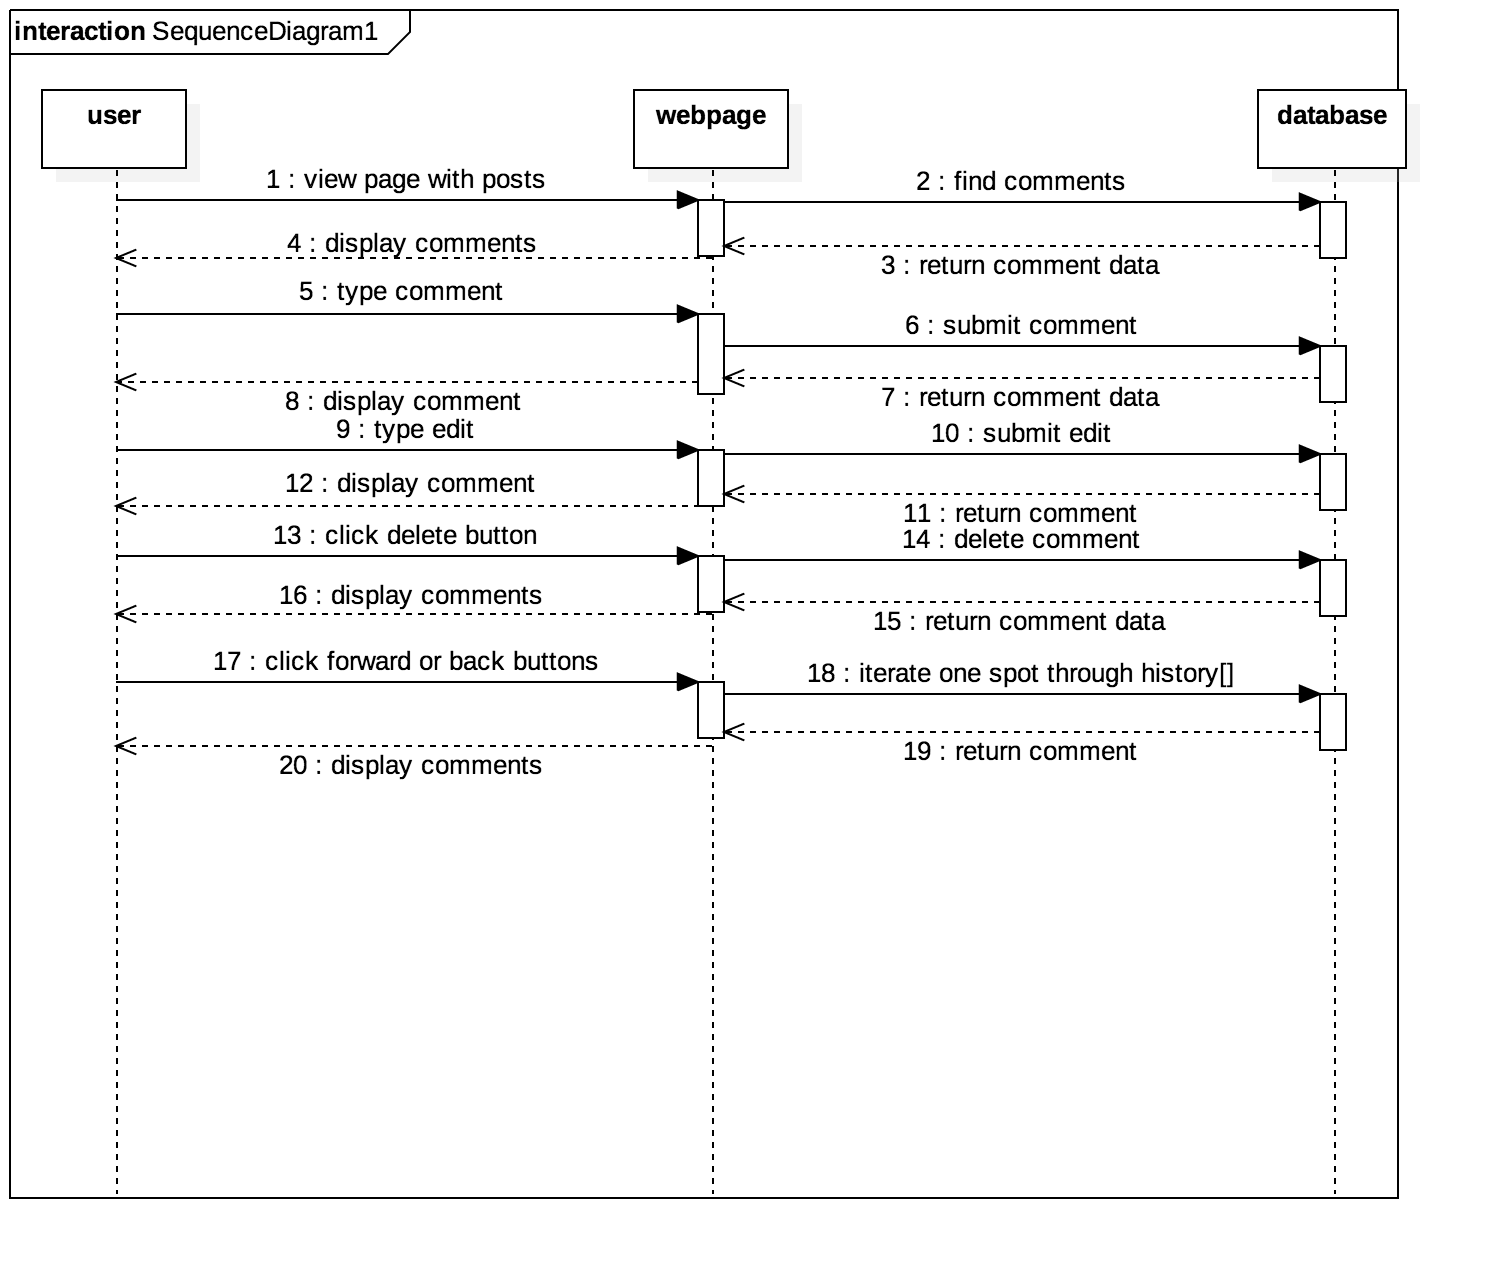 interaction SequenceDiagram1
user
webpage
database
1 : view page with posts
2 : find comments
4 : display comments
3 : return comment data
5 : type comment
6 : submit comment
8 : display comment
7 : return comment data
9 : type edit
10 : submit edit
12 : display comment
11 : return comment
13 : click delete button
14 : delete comment
16 : display comments
15 : return comment data
17 : click forward or back buttons
18 : iterate one spot through history[]
20 : display comments
19 : return comment